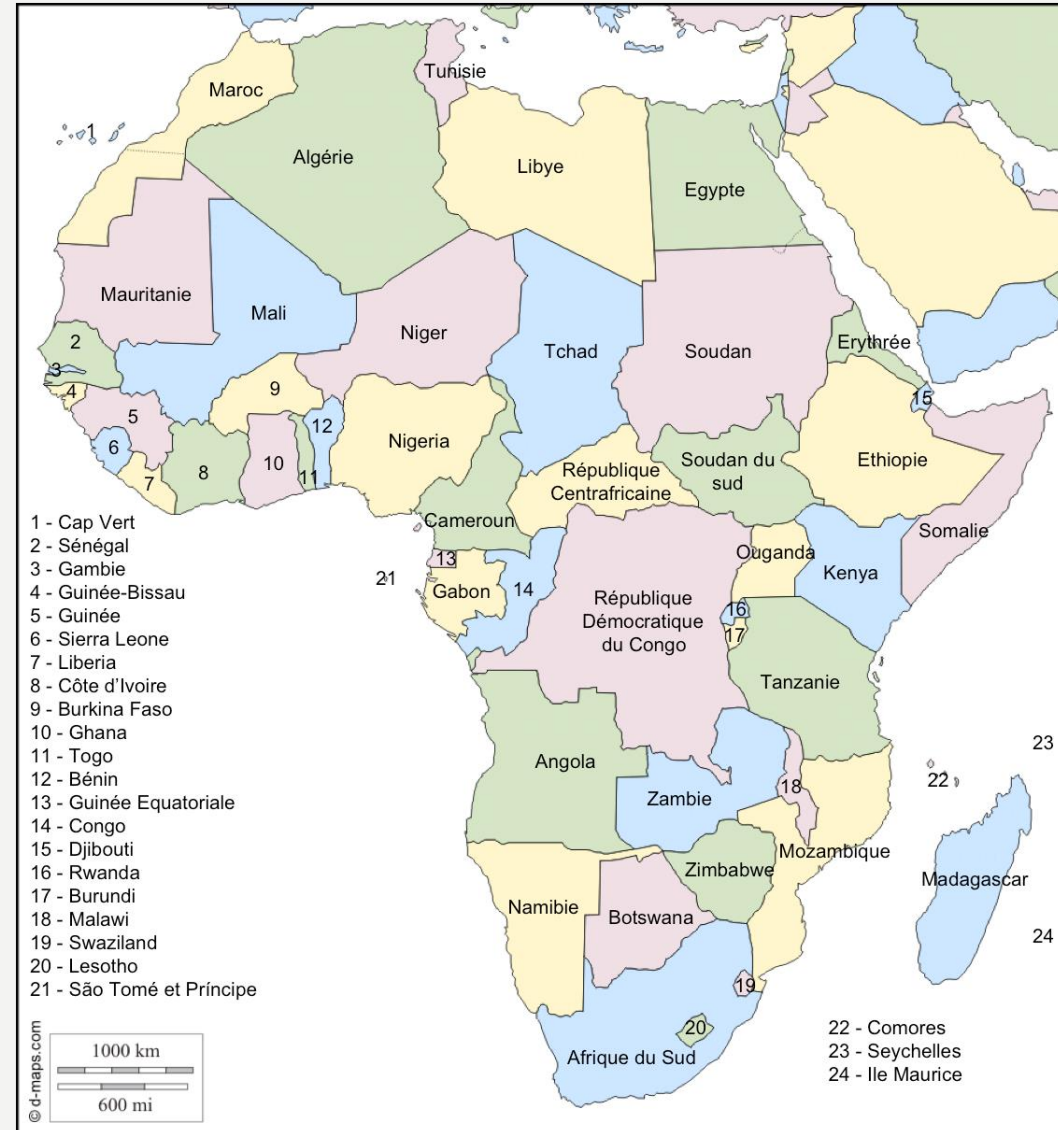 Tunisie
Maroc
1
Algérie
Libye
Egypte
Mauritanie
Mali
Niger
Tchad
Soudan
Erythrée
2
3
4
5
6
7
8
9
10
11
12
15
Nigeria
République
Centrafricaine
Soudan du
sud
Ethiopie
Somalie
Cameroun
13
21
Gabon
14
Ouganda
Kenya
République
Démocratique
du Congo
16
17
Tanzanie
Angola
Zambie
18
22
23
Mozambique
Zimbabwe
Madagascar
Namibie
Botswana
24
19
20
Afrique du Sud
1 - Cap Vert
2 - Sénégal
3 - Gambie
4 - Guinée-Bissau
5 - Guinée
6 - Sierra Leone
7 - Liberia
8 - Côte d'Ivoire
9 - Burkina Faso
10 - Ghana
11 - Togo
12 - Bénin
13 - Guinée Equatoriale
14 - Congo
15 - Djibouti
16 - Rwanda
17 - Burundi
18 - Malawi
19 - Swaziland
20 - Lesotho
21 - São Tomé et Príncipe
22 - Comores
23 - Seychelles
24 - Ile Maurice
© d-maps.com
1000 km
600 mi